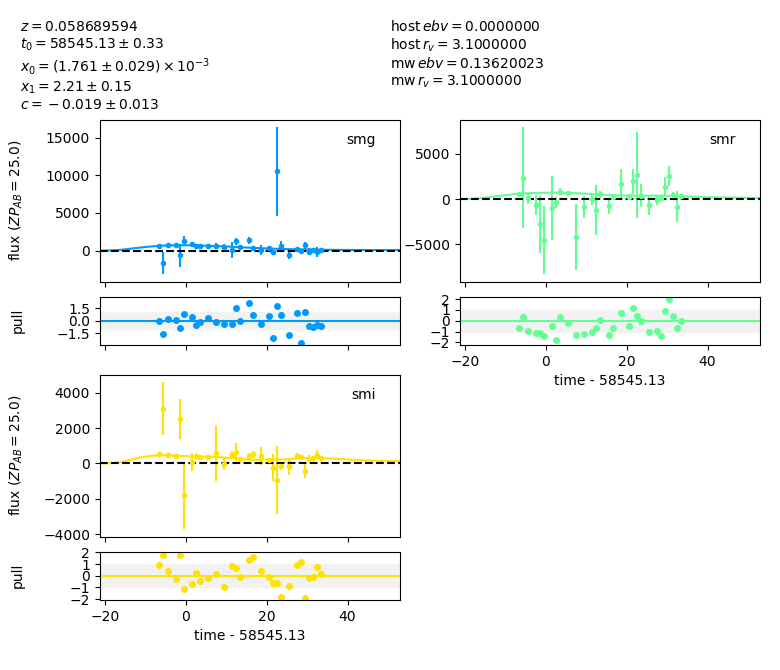 z = 0.058689594
t₀ = 58545.13 ± 0.33
x₀ = (1.761 ± 0.029) × 10⁻³
x₁ = 2.21 ± 0.15
c = −0.019 ± 0.013
host ebv = 0.0000000
host r_v = 3.1000000
mw ebv = 0.13620023
mw r_v = 3.1000000
smg
15000
10000
5000
0
flux (ZP_AB = 25.0)
smr
5000
0
−5000
1.5
0.0
−1.5
pull
2
1
0
−1
−2
−20
0
20
40
time - 58545.13
smi
4000
2000
0
−2000
−4000
flux (ZP_AB = 25.0)
2
1
0
−1
−2
pull
−20
0
20
40
time - 58545.13